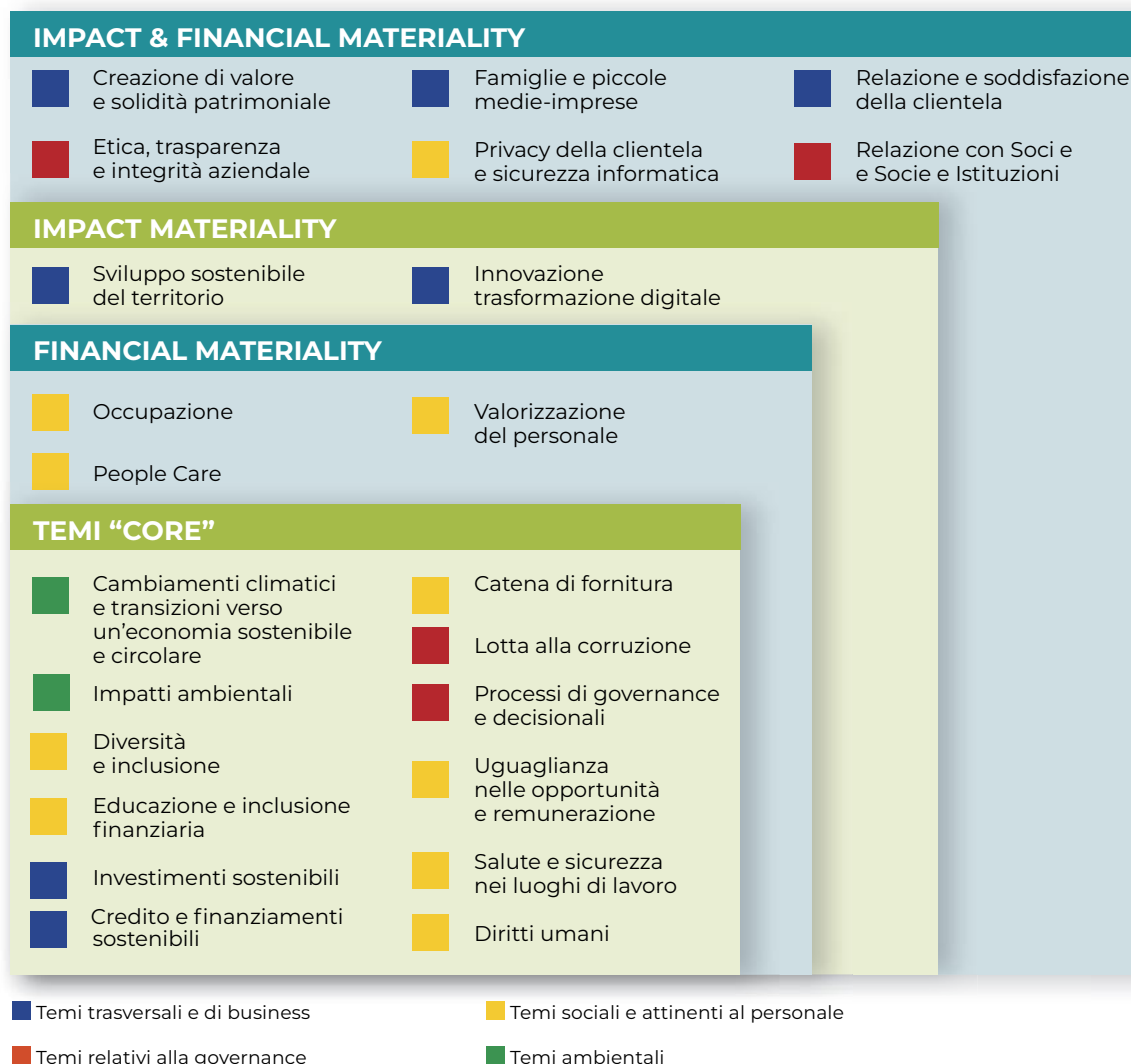 IMPACT & FINANCIAL MATERIALITY
Creazione di valore
e solidità patrimoniale
Famiglie e piccole
medie-imprese
Relazione e soddisfazione
della clientela
Etica, trasparenza
e integrità aziendale
Privacy della clientela
e sicurezza informatica
Relazione con Soci e
e Socie e Istituzioni
IMPACT MATERIALITY
Sviluppo sostenibile
del territorio
Innovazione
trasformazione digitale
FINANCIAL MATERIALITY
Occupazione
Valorizzazione
del personale
People Care
TEMI “CORE”
Cambiamenti climatici
e transizioni verso
un’economia sostenibile
e circolare
Impatti ambientali
Diversità
e inclusione
Educazione e inclusione
finanziaria
Investimenti sostenibili
Credito e finanziamenti
sostenibili
Catena di fornitura
Lotta alla corruzione
Processi di governance
e decisionali
Uguaglianza
nelle opportunità
e remunerazione
Salute e sicurezza
nei luoghi di lavoro
Diritti umani
Temi trasversali e di business
Temi sociali e attinenti al personale
Temi relativi alla governance
Temi ambientali